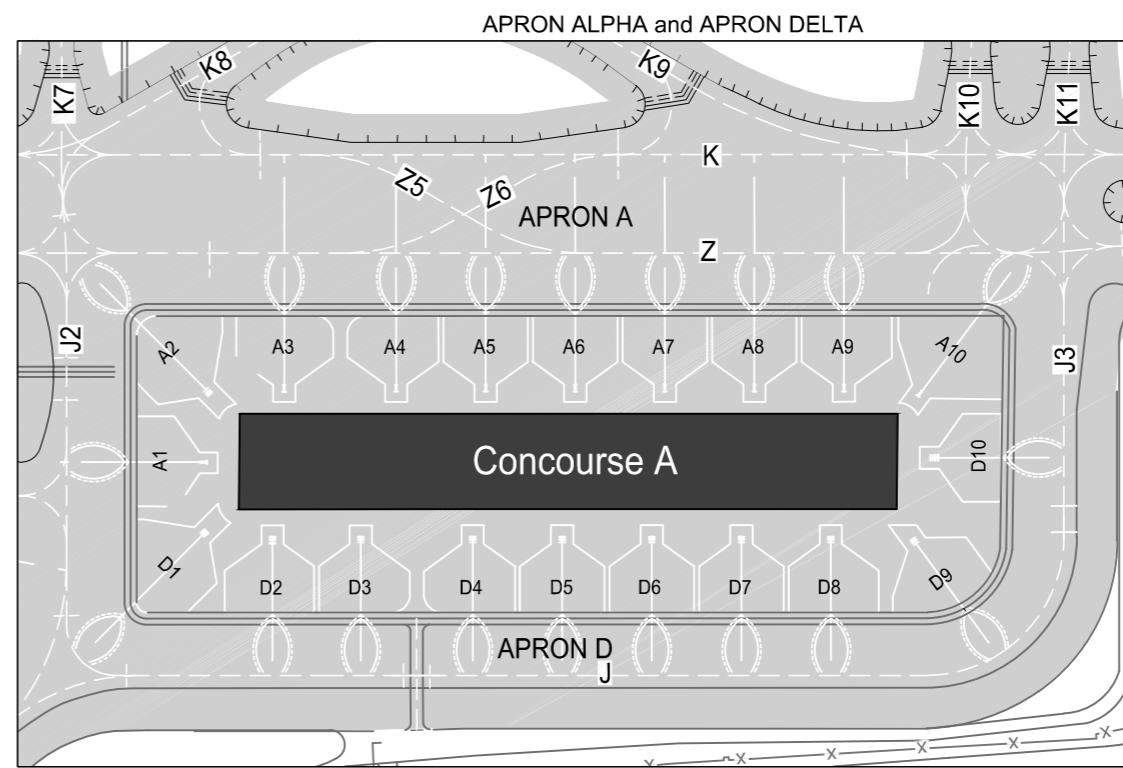 APRON ALPHA and APRON DELTA
K8
K9
K7
K10
K11
K
Z5
Z6
APRON A
Z
J2
J3
A2
A3
A4
A5
A6
A7
A8
A9
A10
A1
Concourse A
D10
D1
D2
D3
D4
D5
D6
D7
D8
D9
APRON D
J
X
X
X
X
X
X